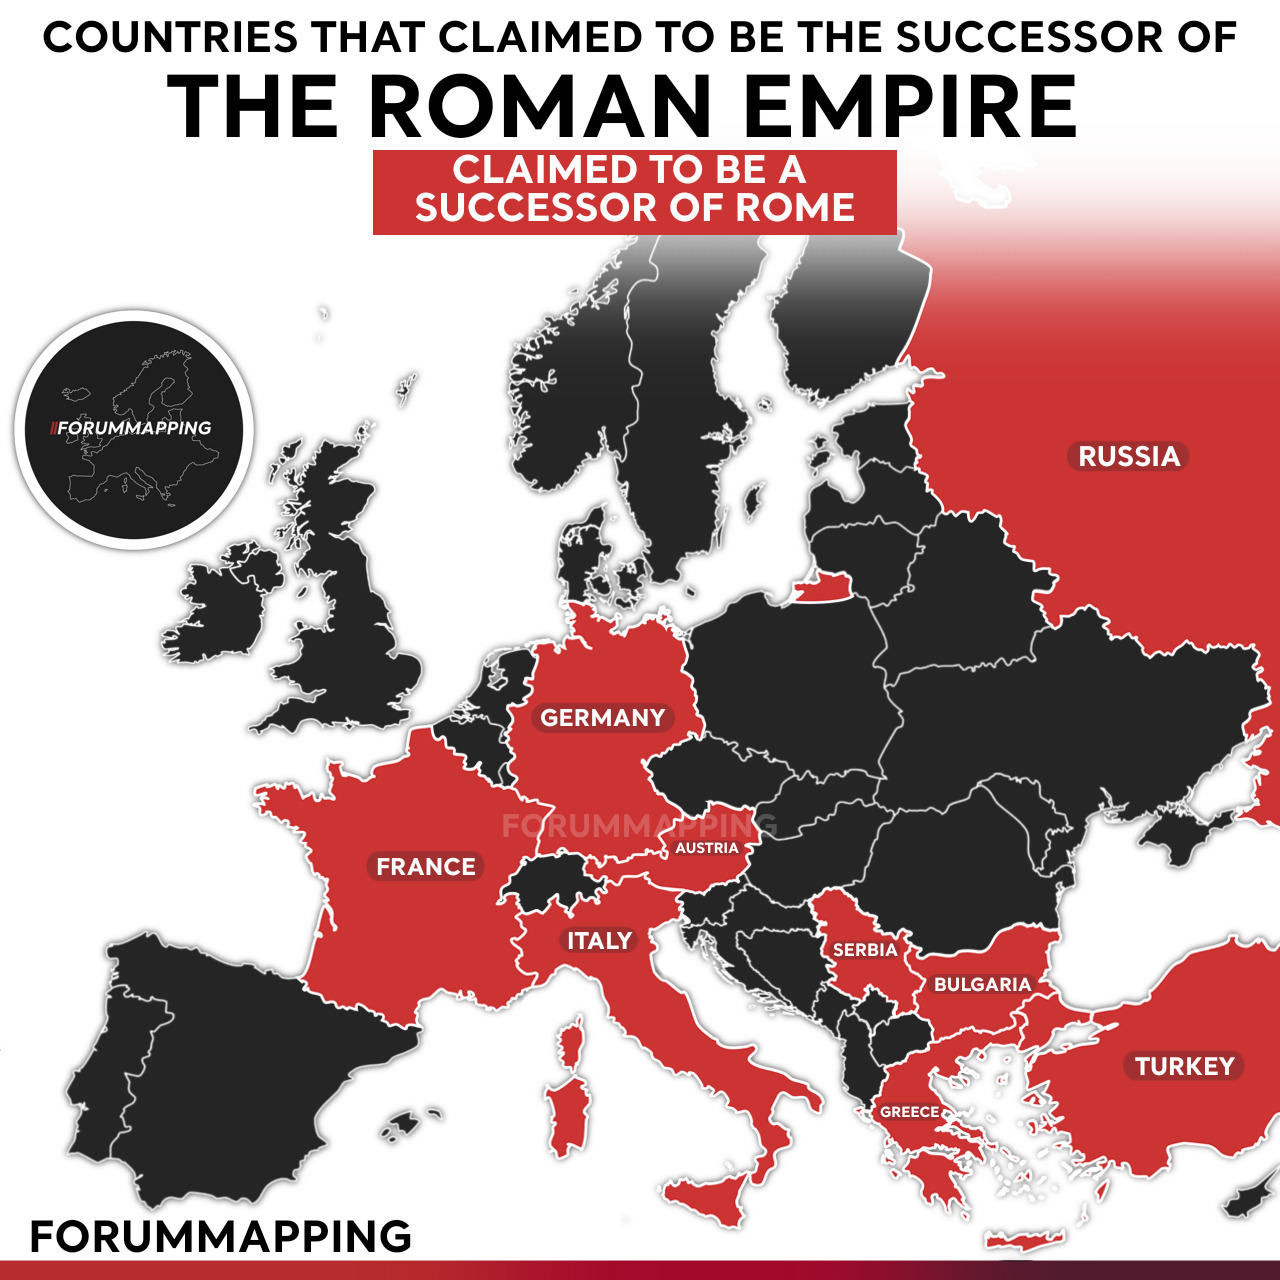 COUNTRIES THAT CLAIMED TO BE THE SUCCESSOR OF
THE ROMAN EMPIRE
CLAIMED TO BE A
SUCCESSOR OF ROME
//FORUMMAPPING
RUSSIA
GERMANY
FORUMMAPPING
AUSTRIA
FRANCE
ITALY
SERBIA
BULGARIA
TURKEY
GREECE
FORUMMAPPING